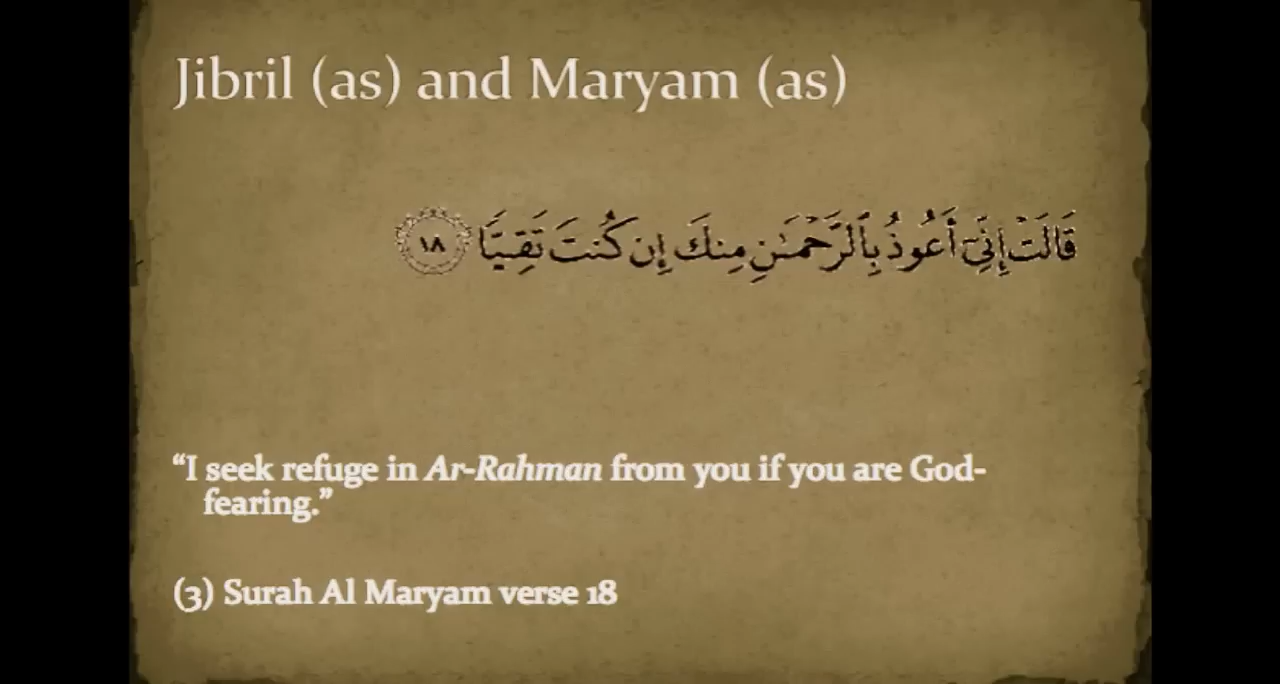 Jibril (as) and Maryam (as)
قَالَتْ إِنِّىٓ أَعُوذُ بِٱلرَّحْمَـٰنِ مِنكَ إِن كُنتَ تَقِيًّا ١٨
“I seek refuge in Ar-Rahman from you if you are God-
fearing.”
(3) Surah Al Maryam verse 18